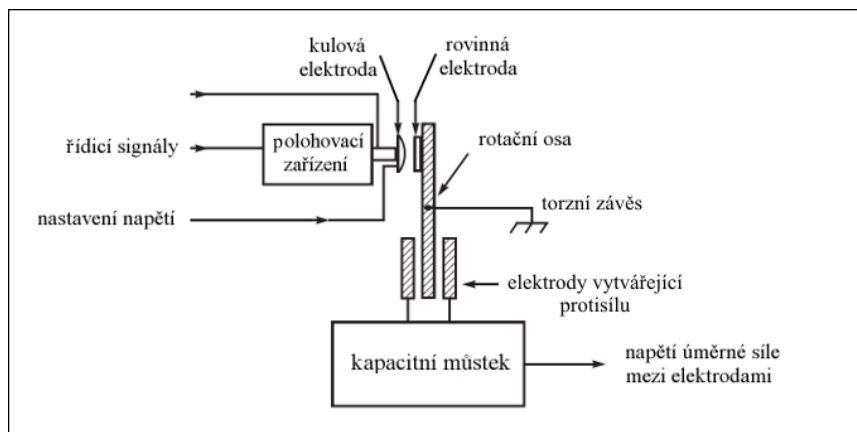 kulová
elektroda
rovinná
elektroda
řídicí signály
polohovací
zařízení
rotační osa
nastavení napětí
torzní závěs
elektrody vytvářející
protisílu
kapacitní můstek
napětí úměrné síle
mezi elektrodami